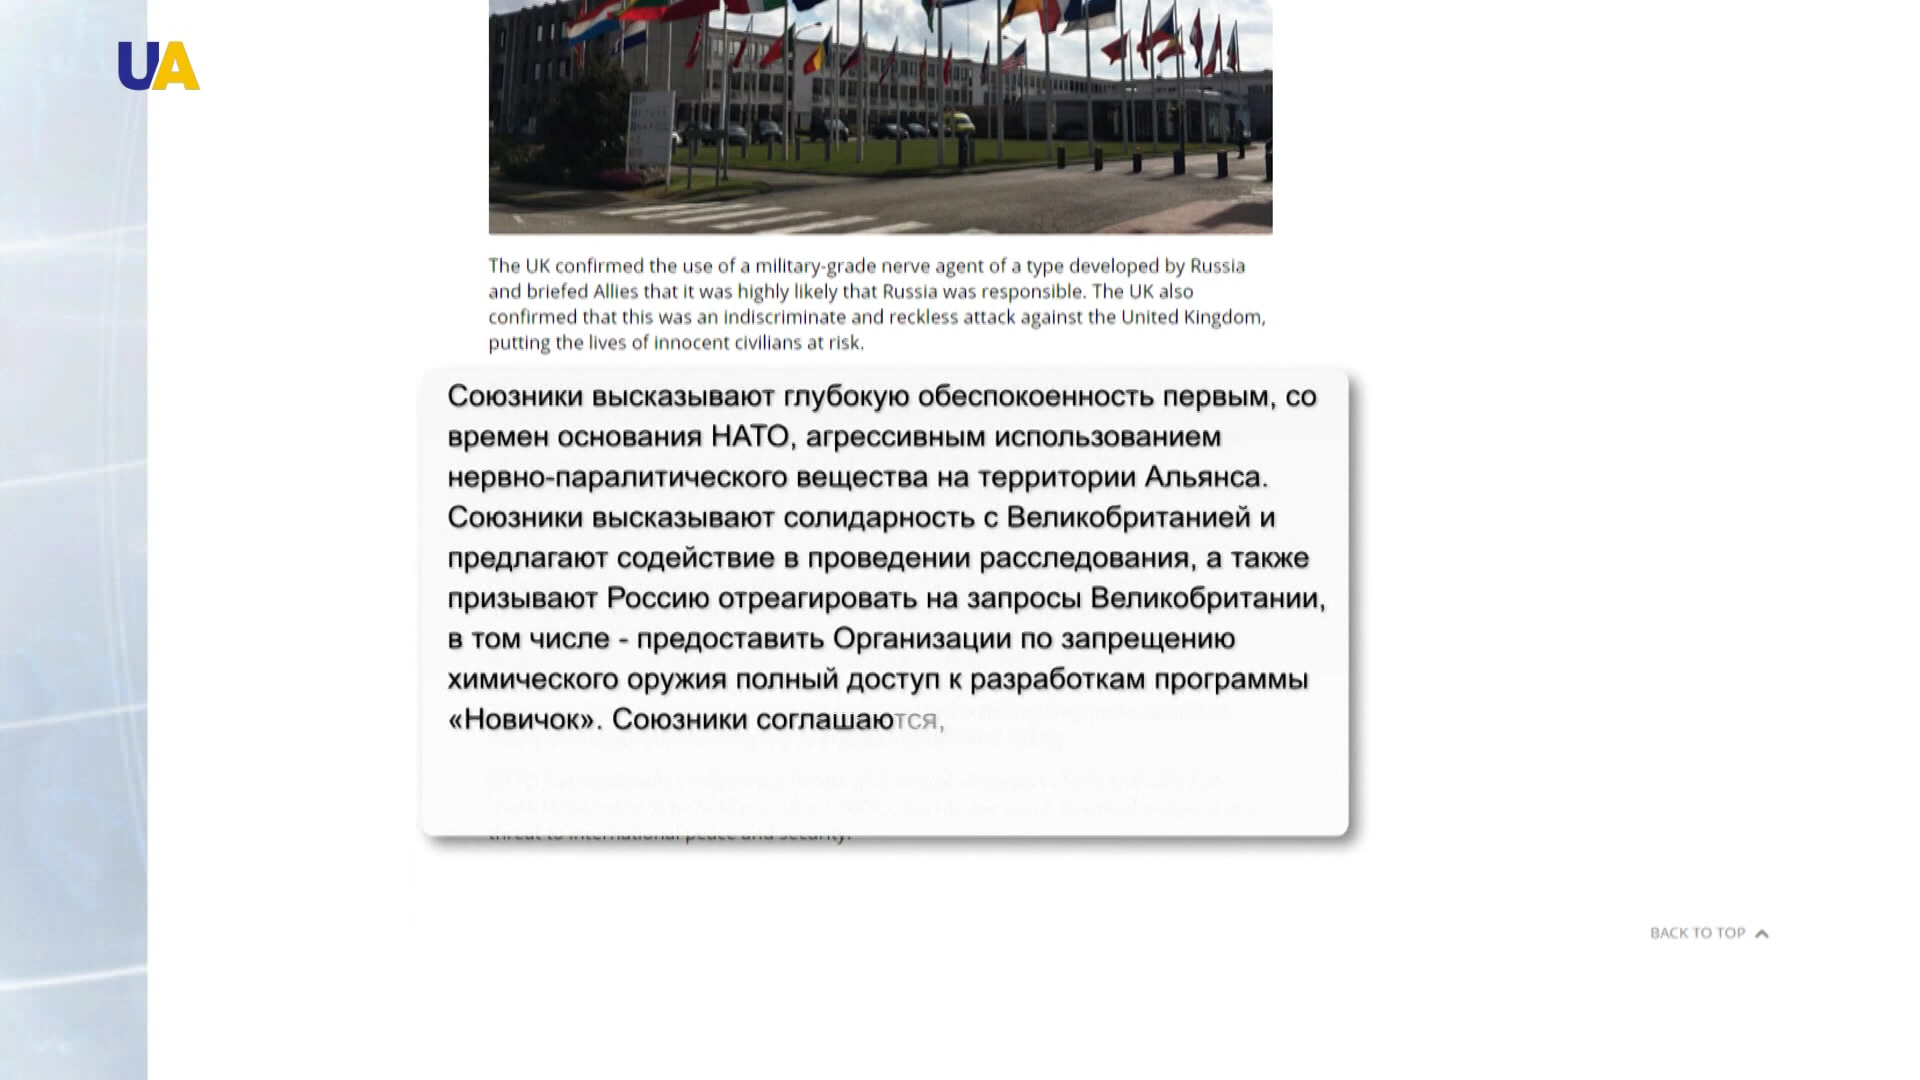 UA
The UK confirmed the use of a military-grade nerve agent of a type developed by Russia
and briefed Allies that it was highly likely that Russia was responsible. The UK also
confirmed that this was an indiscriminate and reckless attack against the United Kingdom,
putting the lives of innocent civilians at risk.
Союзники высказывают глубокую обеспокоенность первым, со
времен основания НАТО, агрессивным использованием
нервно-паралитического вещества на территории Альянса.
Союзники высказывают солидарность с Великобританией и
предлагают содействие в проведении расследования, а также
призывают Россию отреагировать на запросы Великобритании,
в том числе - предоставить Организации по запрещению
химического оружия полный доступ к разработкам программы
«Новичок». Союзники соглашаются,
threat to international peace and security.
BACK TO TOP